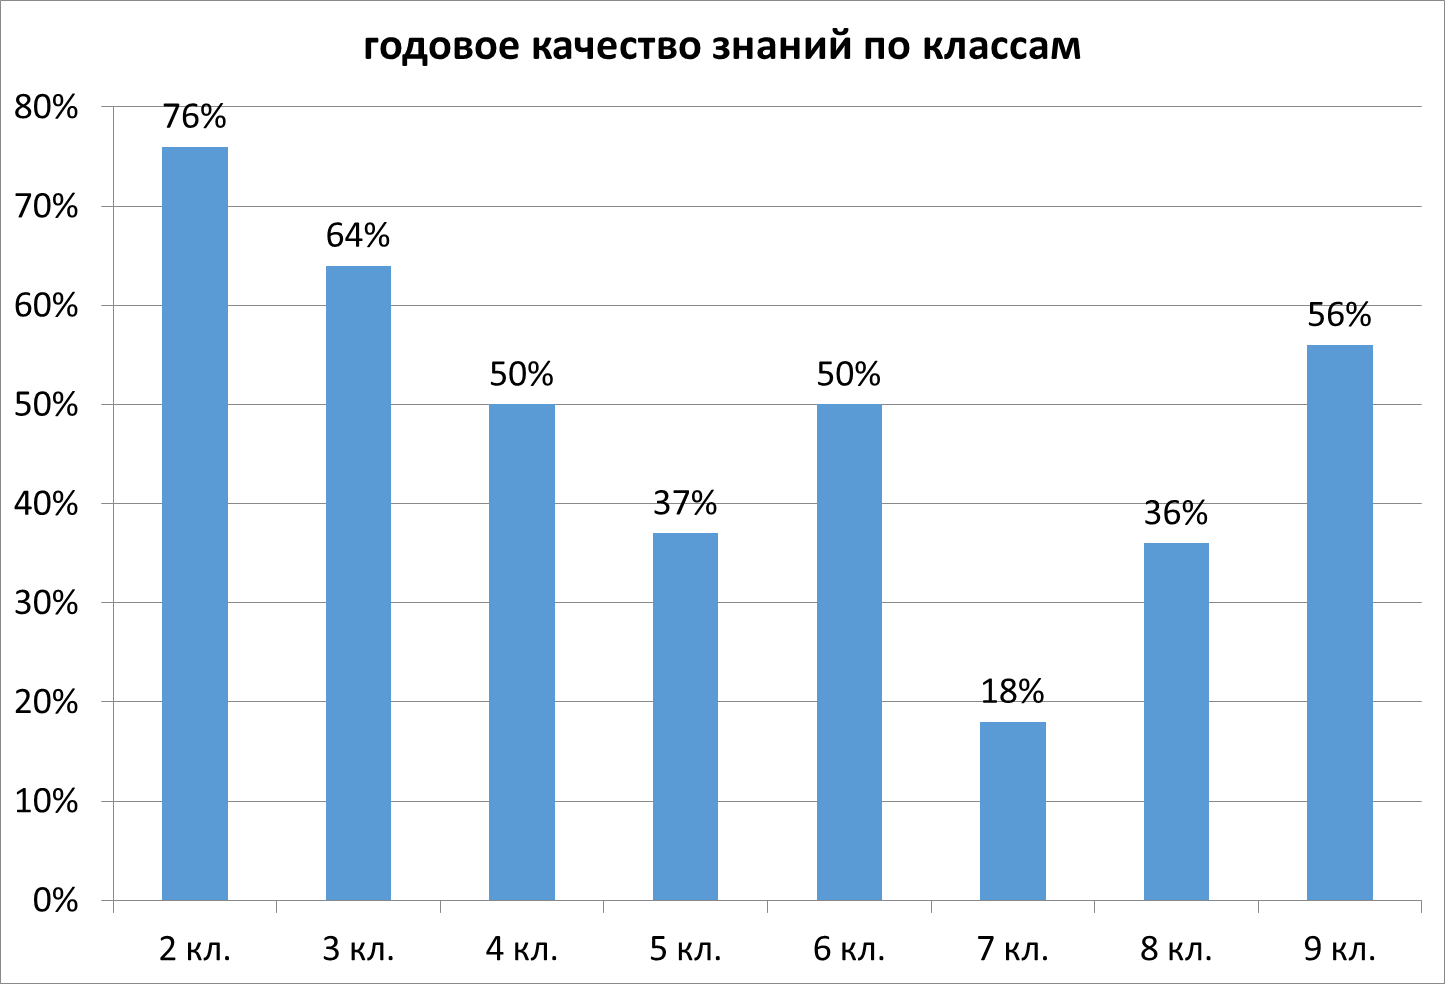 годовое качество знаний по классам
80%
70%
60%
50%
40%
30%
20%
10%
0%
76%
64%
50%
37%
50%
18%
36%
56%
2 кл.
3 кл.
4 кл.
5 кл.
6 кл.
7 кл.
8 кл.
9 кл.